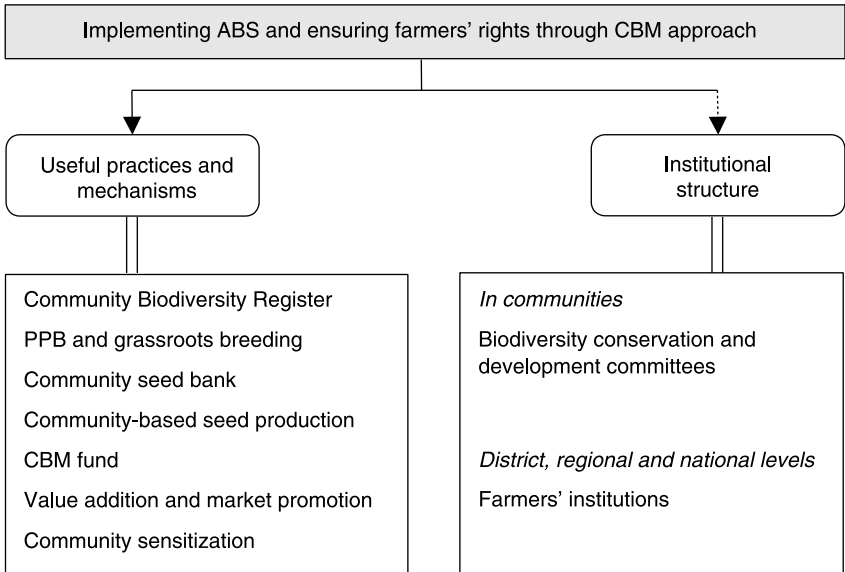 Implementing ABS and ensuring farmers’ rights through CBM approach
Useful practices and
mechanisms
Institutional
structure
Community Biodiversity Register
PPB and grassroots breeding
Community seed bank
Community-based seed production
CBM fund
Value addition and market promotion
Community sensitization
In communities
Biodiversity conservation and
development committees
District, regional and national levels
Farmers’ institutions